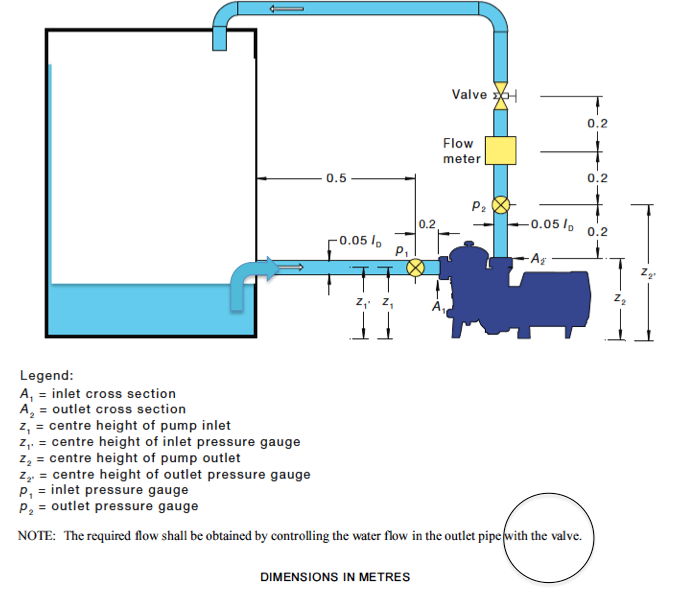 Valve
0.2
Flow
meter
0.5
0.2
P₂
0.05 I_D
0.2
0.2
0.05 I_D
P₁
A₂
z₂'
z₁' z₁
A₁
z₂
Legend:
A₁ = inlet cross section
A₂ = outlet cross section
z₁ = centre height of pump inlet
z₁' = centre height of inlet pressure gauge
z₂ = centre height of pump outlet
z₂' = centre height of outlet pressure gauge
p₁ = inlet pressure gauge
p₂ = outlet pressure gauge
NOTE: The required flow shall be obtained by controlling the water flow in the outlet pipe with the valve.
DIMENSIONS IN METRES